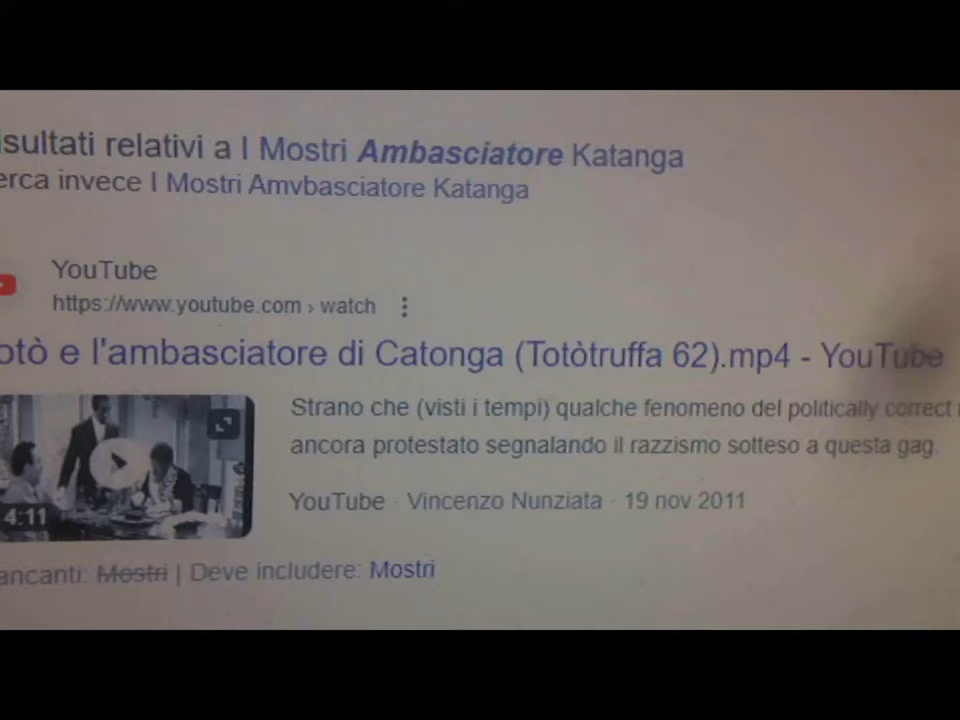 isultati relativi a I Mostri Ambasciatore Katanga
erca invece I Mostri Amvbasciatore Katanga
YouTube
https://www.youtube.com › watch
otò e l'ambasciatore di Catonga (Totòtruffa 62).mp4 - YouTube
Strano che (visti i tempi) qualche fenomeno del politically correct
ancora protestato segnalando il razzismo sotteso a questa gag.
4:11
YouTube · Vincenzo Nunziata · 19 nov 2011
ancanti: Mostri | Deve includere: Mostri